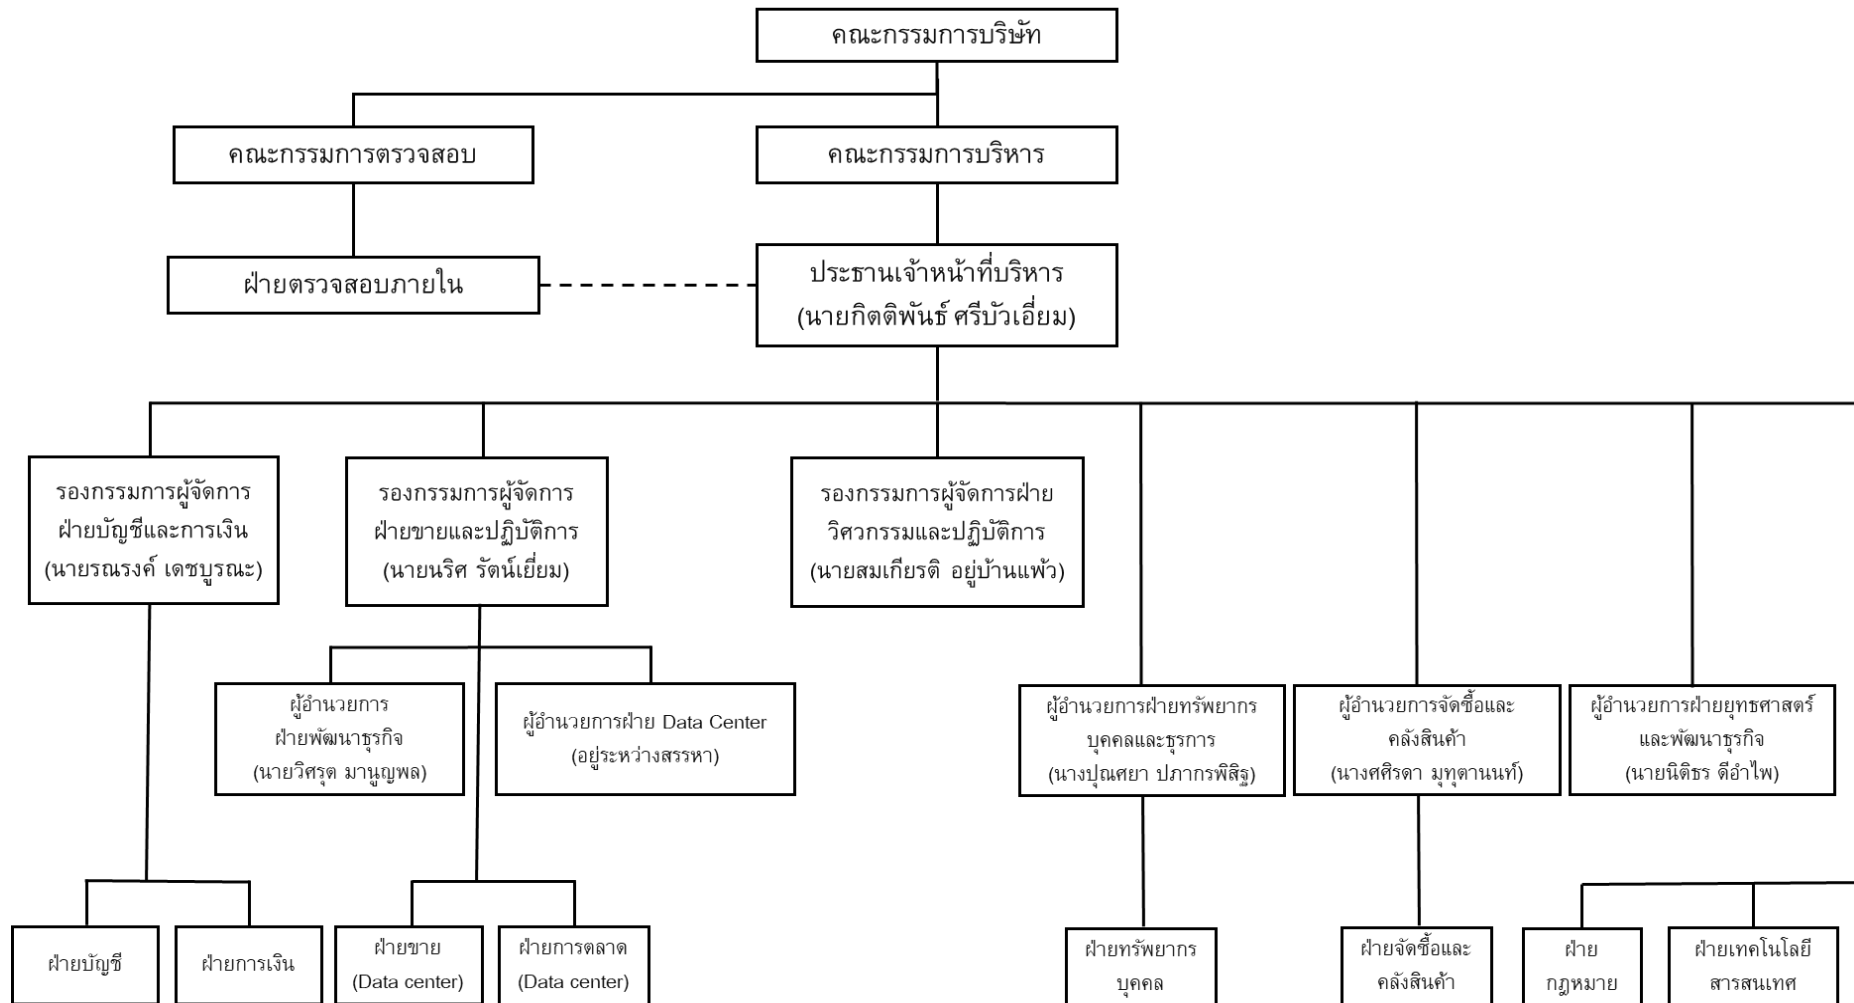 คณะกรรมการบริษัท
คณะกรรมการตรวจสอบ
คณะกรรมการบริหาร
ฝ่ายตรวจสอบภายใน
ประธานเจ้าหน้าที่บริหาร
(นายกิตติพันธ์ ศรีบัวเอี่ยม)
รองกรรมการผู้จัดการ
ฝ่ายบัญชีและการเงิน
(นายรณรงค์ เดชบูรณะ)
รองกรรมการผู้จัดการ
ฝ่ายขายและปฏิบัติการ
(นายนริศ รัตน์เยี่ยม)
รองกรรมการผู้จัดการฝ่าย
วิศวกรรมและปฏิบัติการ
(นายสมเกียรติ อยู่บ้านแพ้ว)
ผู้อำนวยการ
ฝ่ายพัฒนาธุรกิจ
(นายวิศรุต มานูญพล)
ผู้อำนวยการฝ่าย Data Center
(อยู่ระหว่างสรรหา)
ผู้อำนวยการฝ่ายทรัพยากร
บุคคลและธุรการ
(นางปุณศยา ปภากรพิสิฐ)
ผู้อำนวยการจัดซื้อและ
คลังสินค้า
(นางศศิรดา มุทุตานนท์)
ผู้อำนวยการฝ่ายยุทธศาสตร์
และพัฒนาธุรกิจ
(นายนิติธร ดีอำไพ)
ฝ่ายบัญชี
ฝ่ายการเงิน
ฝ่ายขาย
(Data center)
ฝ่ายการตลาด
(Data center)
ฝ่ายทรัพยากร
บุคคล
ฝ่ายจัดซื้อและ
คลังสินค้า
ฝ่าย
กฎหมาย
ฝ่ายเทคโนโลยี
สารสนเทศ